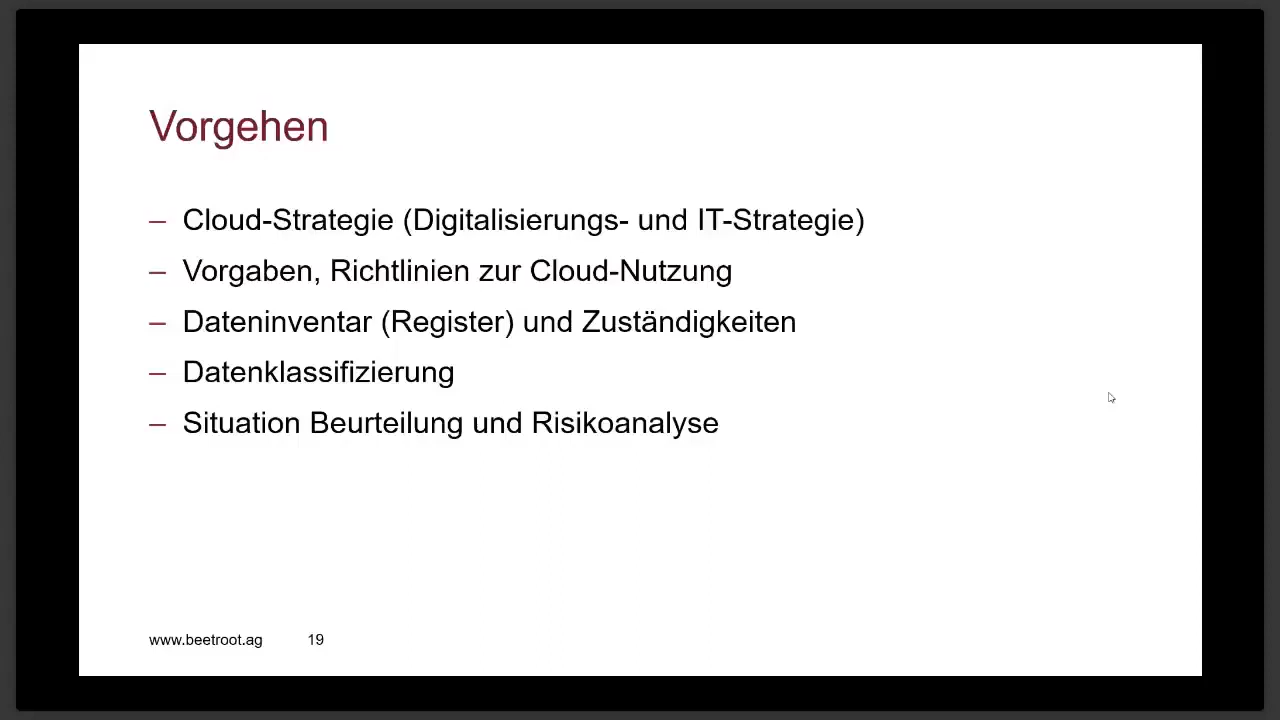 Vorgehen
– Cloud-Strategie (Digitalisierungs- und IT-Strategie)
– Vorgaben, Richtlinien zur Cloud-Nutzung
– Dateninventar (Register) und Zuständigkeiten
– Datenklassifizierung
– Situation Beurteilung und Risikoanalyse
www.beetroot.ag 19